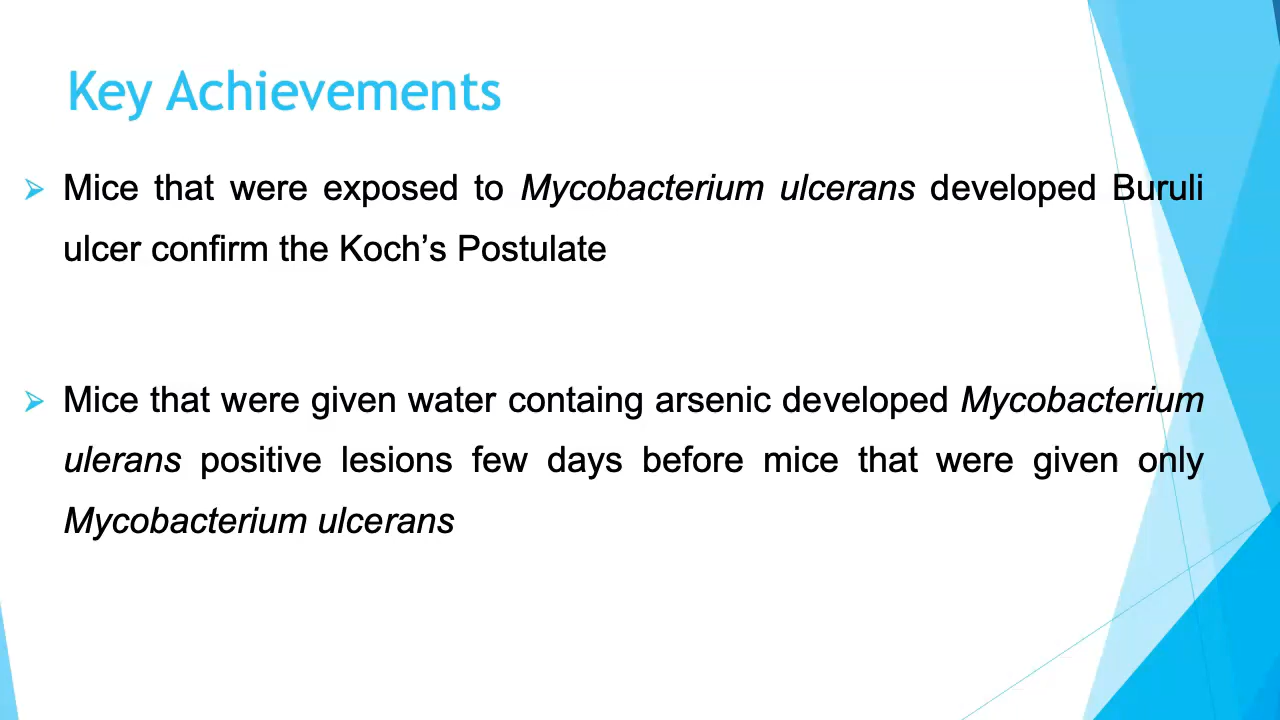 Key Achievements
Mice that were exposed to Mycobacterium ulcerans developed Buruli
ulcer confirm the Koch’s Postulate
Mice that were given water containg arsenic developed Mycobacterium
ulerans positive lesions few days before mice that were given only
Mycobacterium ulcerans